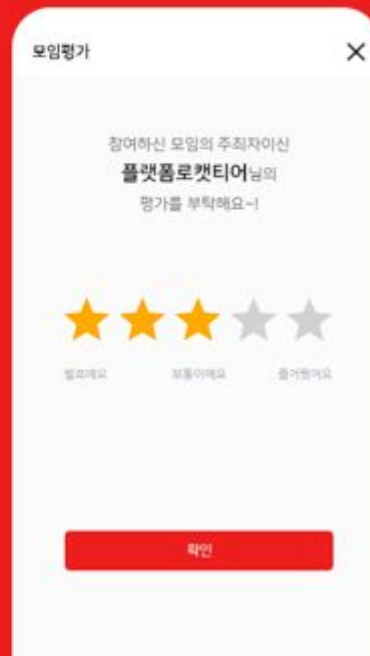 모임평가
참여하신 모임의 주최자이신
플랫폼로캣티어님의
평가를 부탁해요~!
별로예요 보통이에요 즐거웠어요
확인